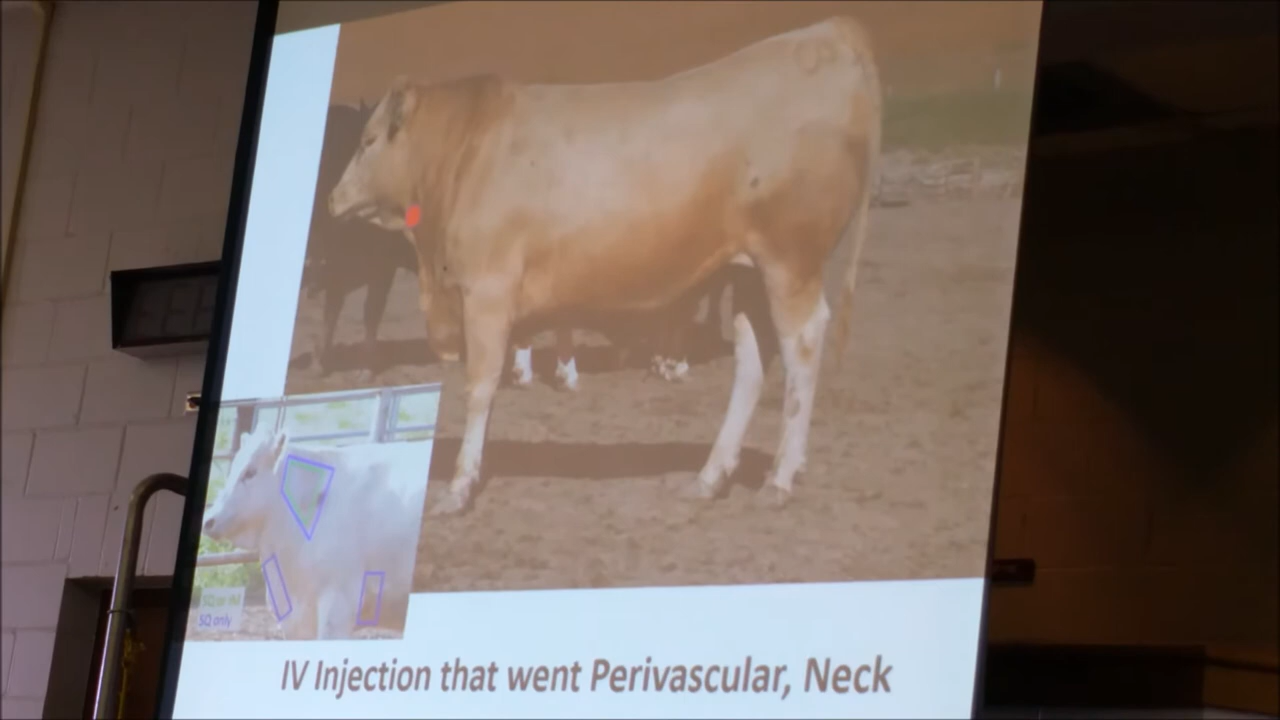 SQ only
IV Injection that went Perivascular, Neck